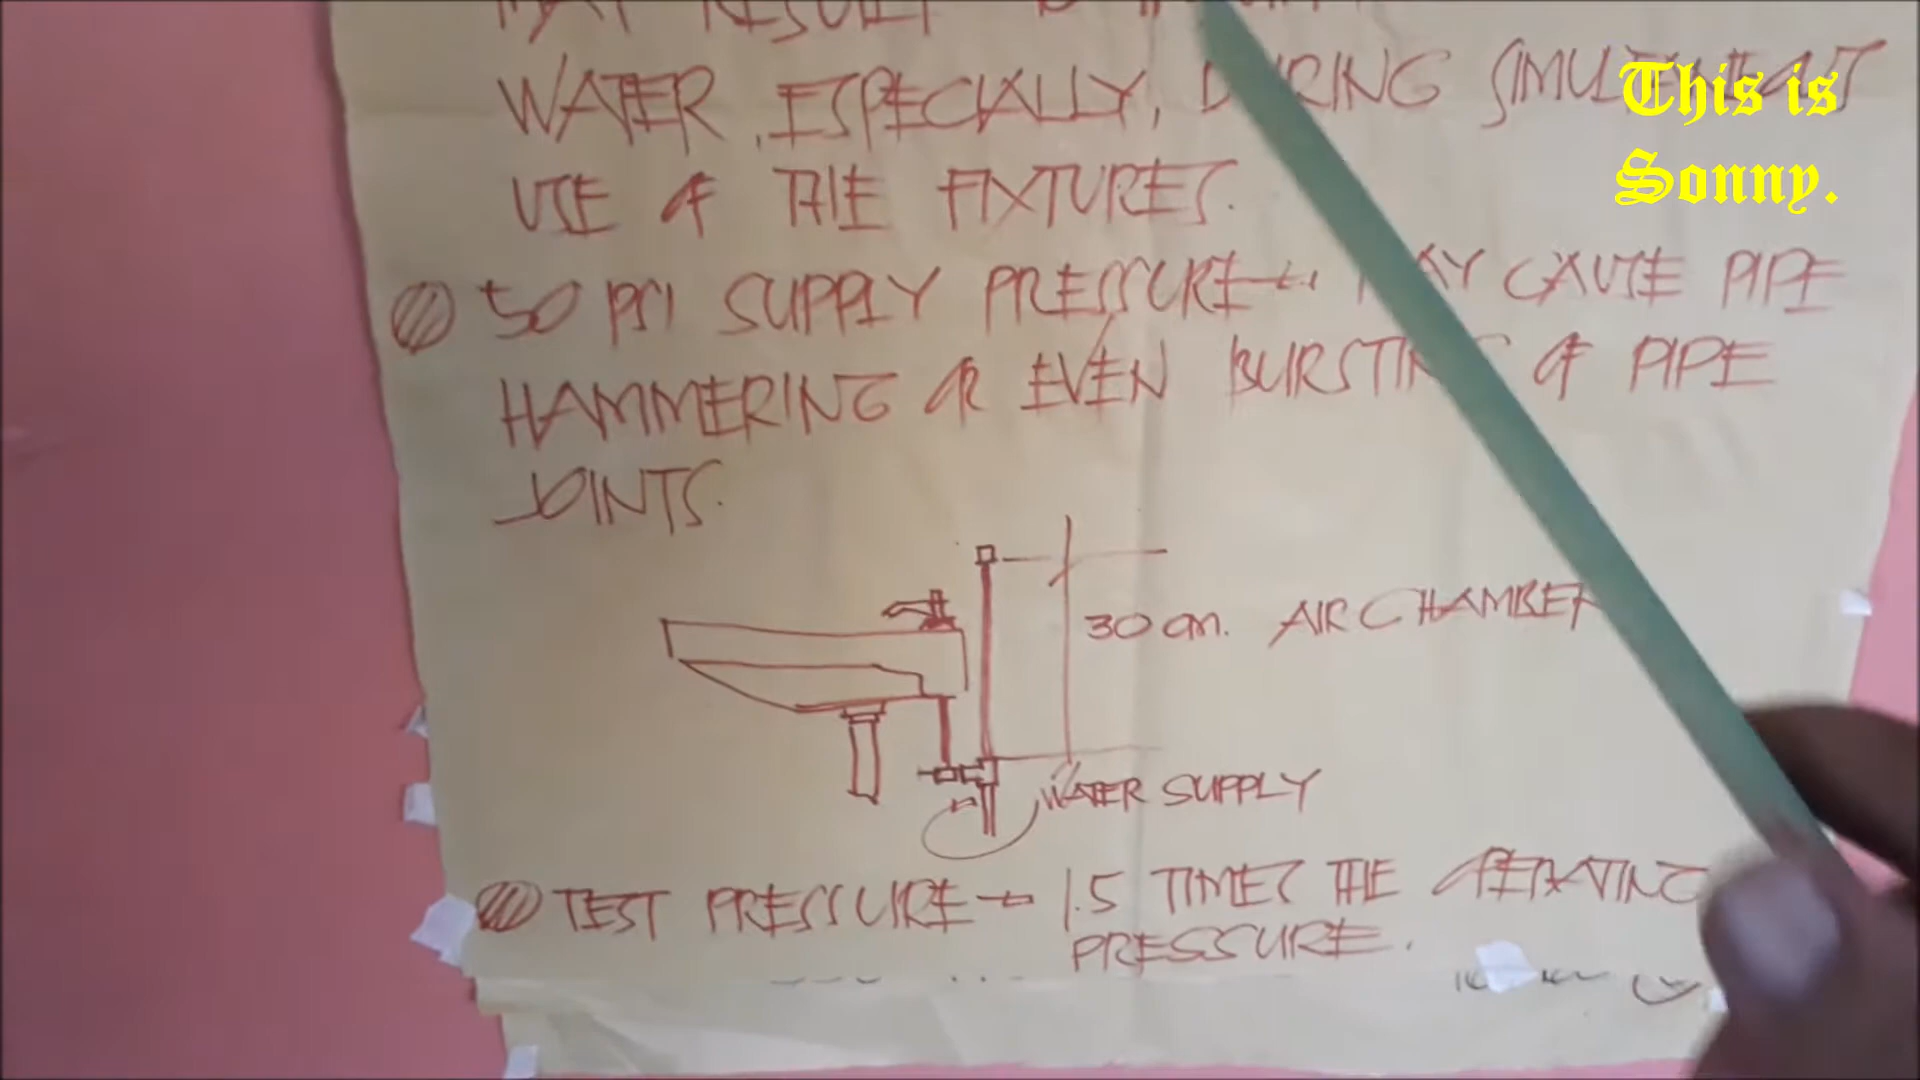 MAY RESULT
WATER, ESPECIALLY, DURING
USE OF THE FIXTURES.
50 PSI SUPPLY PRESSURE → MAY CAUSE PIPE
HAMMERING OR EVEN BURSTING OF PIPE
JOINTS.
30 cm. AIR CHAMBER
WATER SUPPLY
TEST PRESSURE → 1.5 TIMES THE OPERATING
PRESSURE.
This is
Sonny.